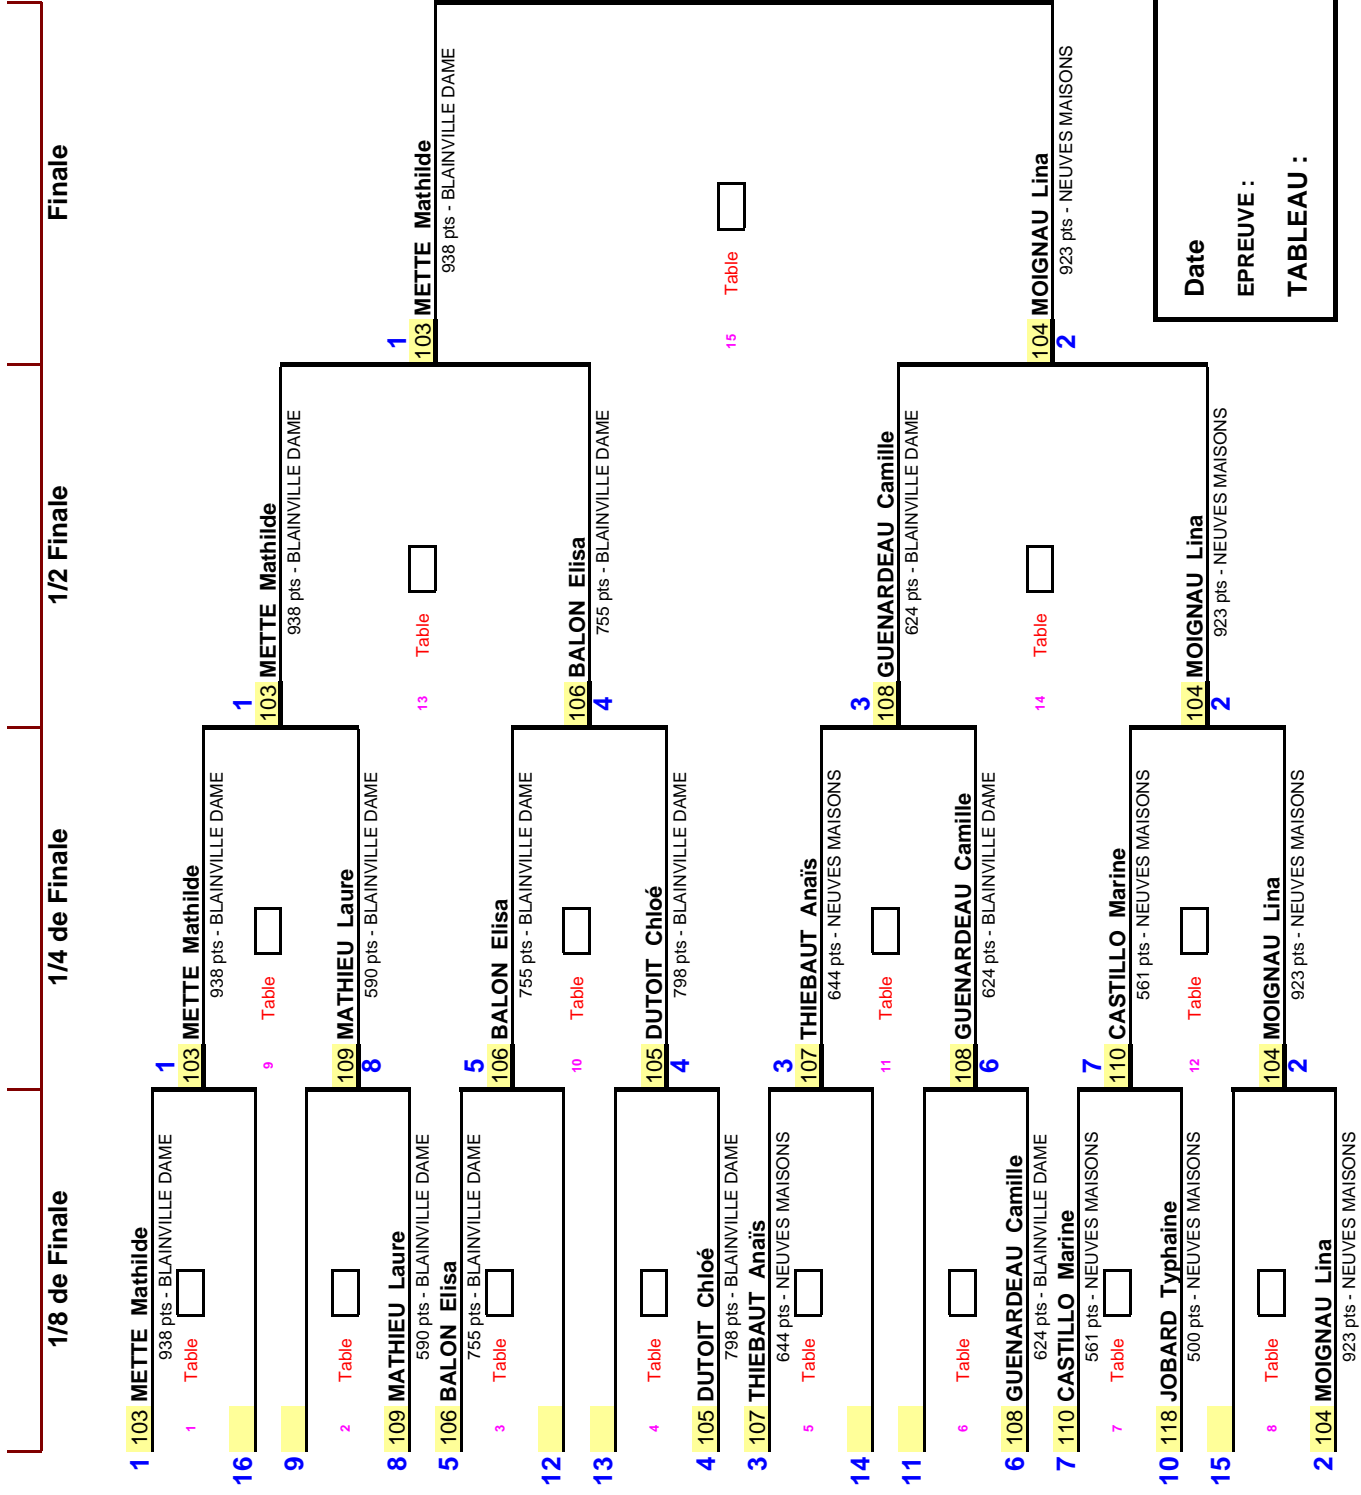 1/8 de Finale
1/4 de Finale
1/2 Finale
Finale
1 103 METTE Mathilde
938 pts - BLAINVILLE DAME
1 Table
16
9
2 Table
8 109 MATHIEU Laure
590 pts - BLAINVILLE DAME
5 106 BALON Elisa
755 pts - BLAINVILLE DAME
3 Table
12
13
4 Table
4 105 DUTOIT Chloé
798 pts - BLAINVILLE DAME
3 107 THIEBAUT Anaïs
644 pts - NEUVES MAISONS
5 Table
14
11
6 Table
6 108 GUENARDEAU Camille
624 pts - BLAINVILLE DAME
7 110 CASTILLO Marine
561 pts - NEUVES MAISONS
7 Table
10 118 JOBARD Typhaine
500 pts - NEUVES MAISONS
15
8 Table
2 104 MOIGNAU Lina
923 pts - NEUVES MAISONS
1
103 METTE Mathilde
938 pts - BLAINVILLE DAME
9 Table
109 MATHIEU Laure
8
590 pts - BLAINVILLE DAME
5
106 BALON Elisa
755 pts - BLAINVILLE DAME
10 Table
105 DUTOIT Chloé
4
798 pts - BLAINVILLE DAME
3
107 THIEBAUT Anaïs
644 pts - NEUVES MAISONS
11 Table
108 GUENARDEAU Camille
6
624 pts - BLAINVILLE DAME
7
110 CASTILLO Marine
561 pts - NEUVES MAISONS
12 Table
104 MOIGNAU Lina
2
923 pts - NEUVES MAISONS
1
103 METTE Mathilde
938 pts - BLAINVILLE DAME
13 Table
106 BALON Elisa
4
755 pts - BLAINVILLE DAME
3
108 GUENARDEAU Camille
624 pts - BLAINVILLE DAME
14 Table
104 MOIGNAU Lina
2
923 pts - NEUVES MAISONS
1
103 METTE Mathilde
938 pts - BLAINVILLE DAME
15 Table
104 MOIGNAU Lina
2
923 pts - NEUVES MAISONS
Date
EPREUVE :
TABLEAU :